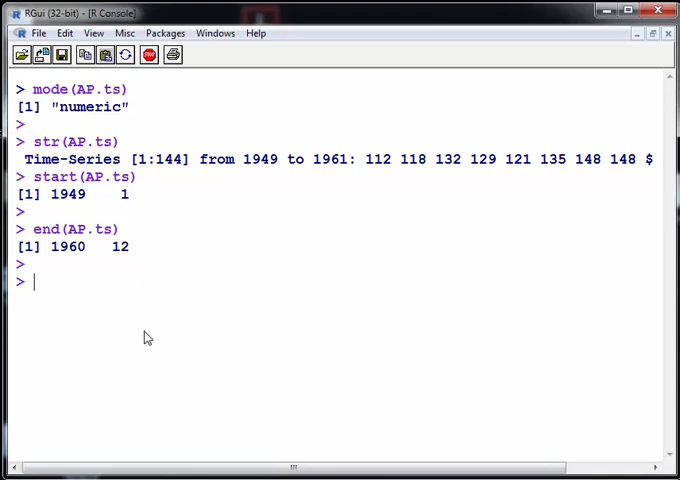 RGui (32-bit) - [R Console]
File Edit View Misc Packages Windows Help
STOP
> mode(AP.ts)
[1] "numeric"
>
> str(AP.ts)
Time-Series [1:144] from 1949 to 1961: 112 118 132 129 121 135 148 148 $
> start(AP.ts)
[1] 1949    1
>
> end(AP.ts)
[1] 1960   12
>
>